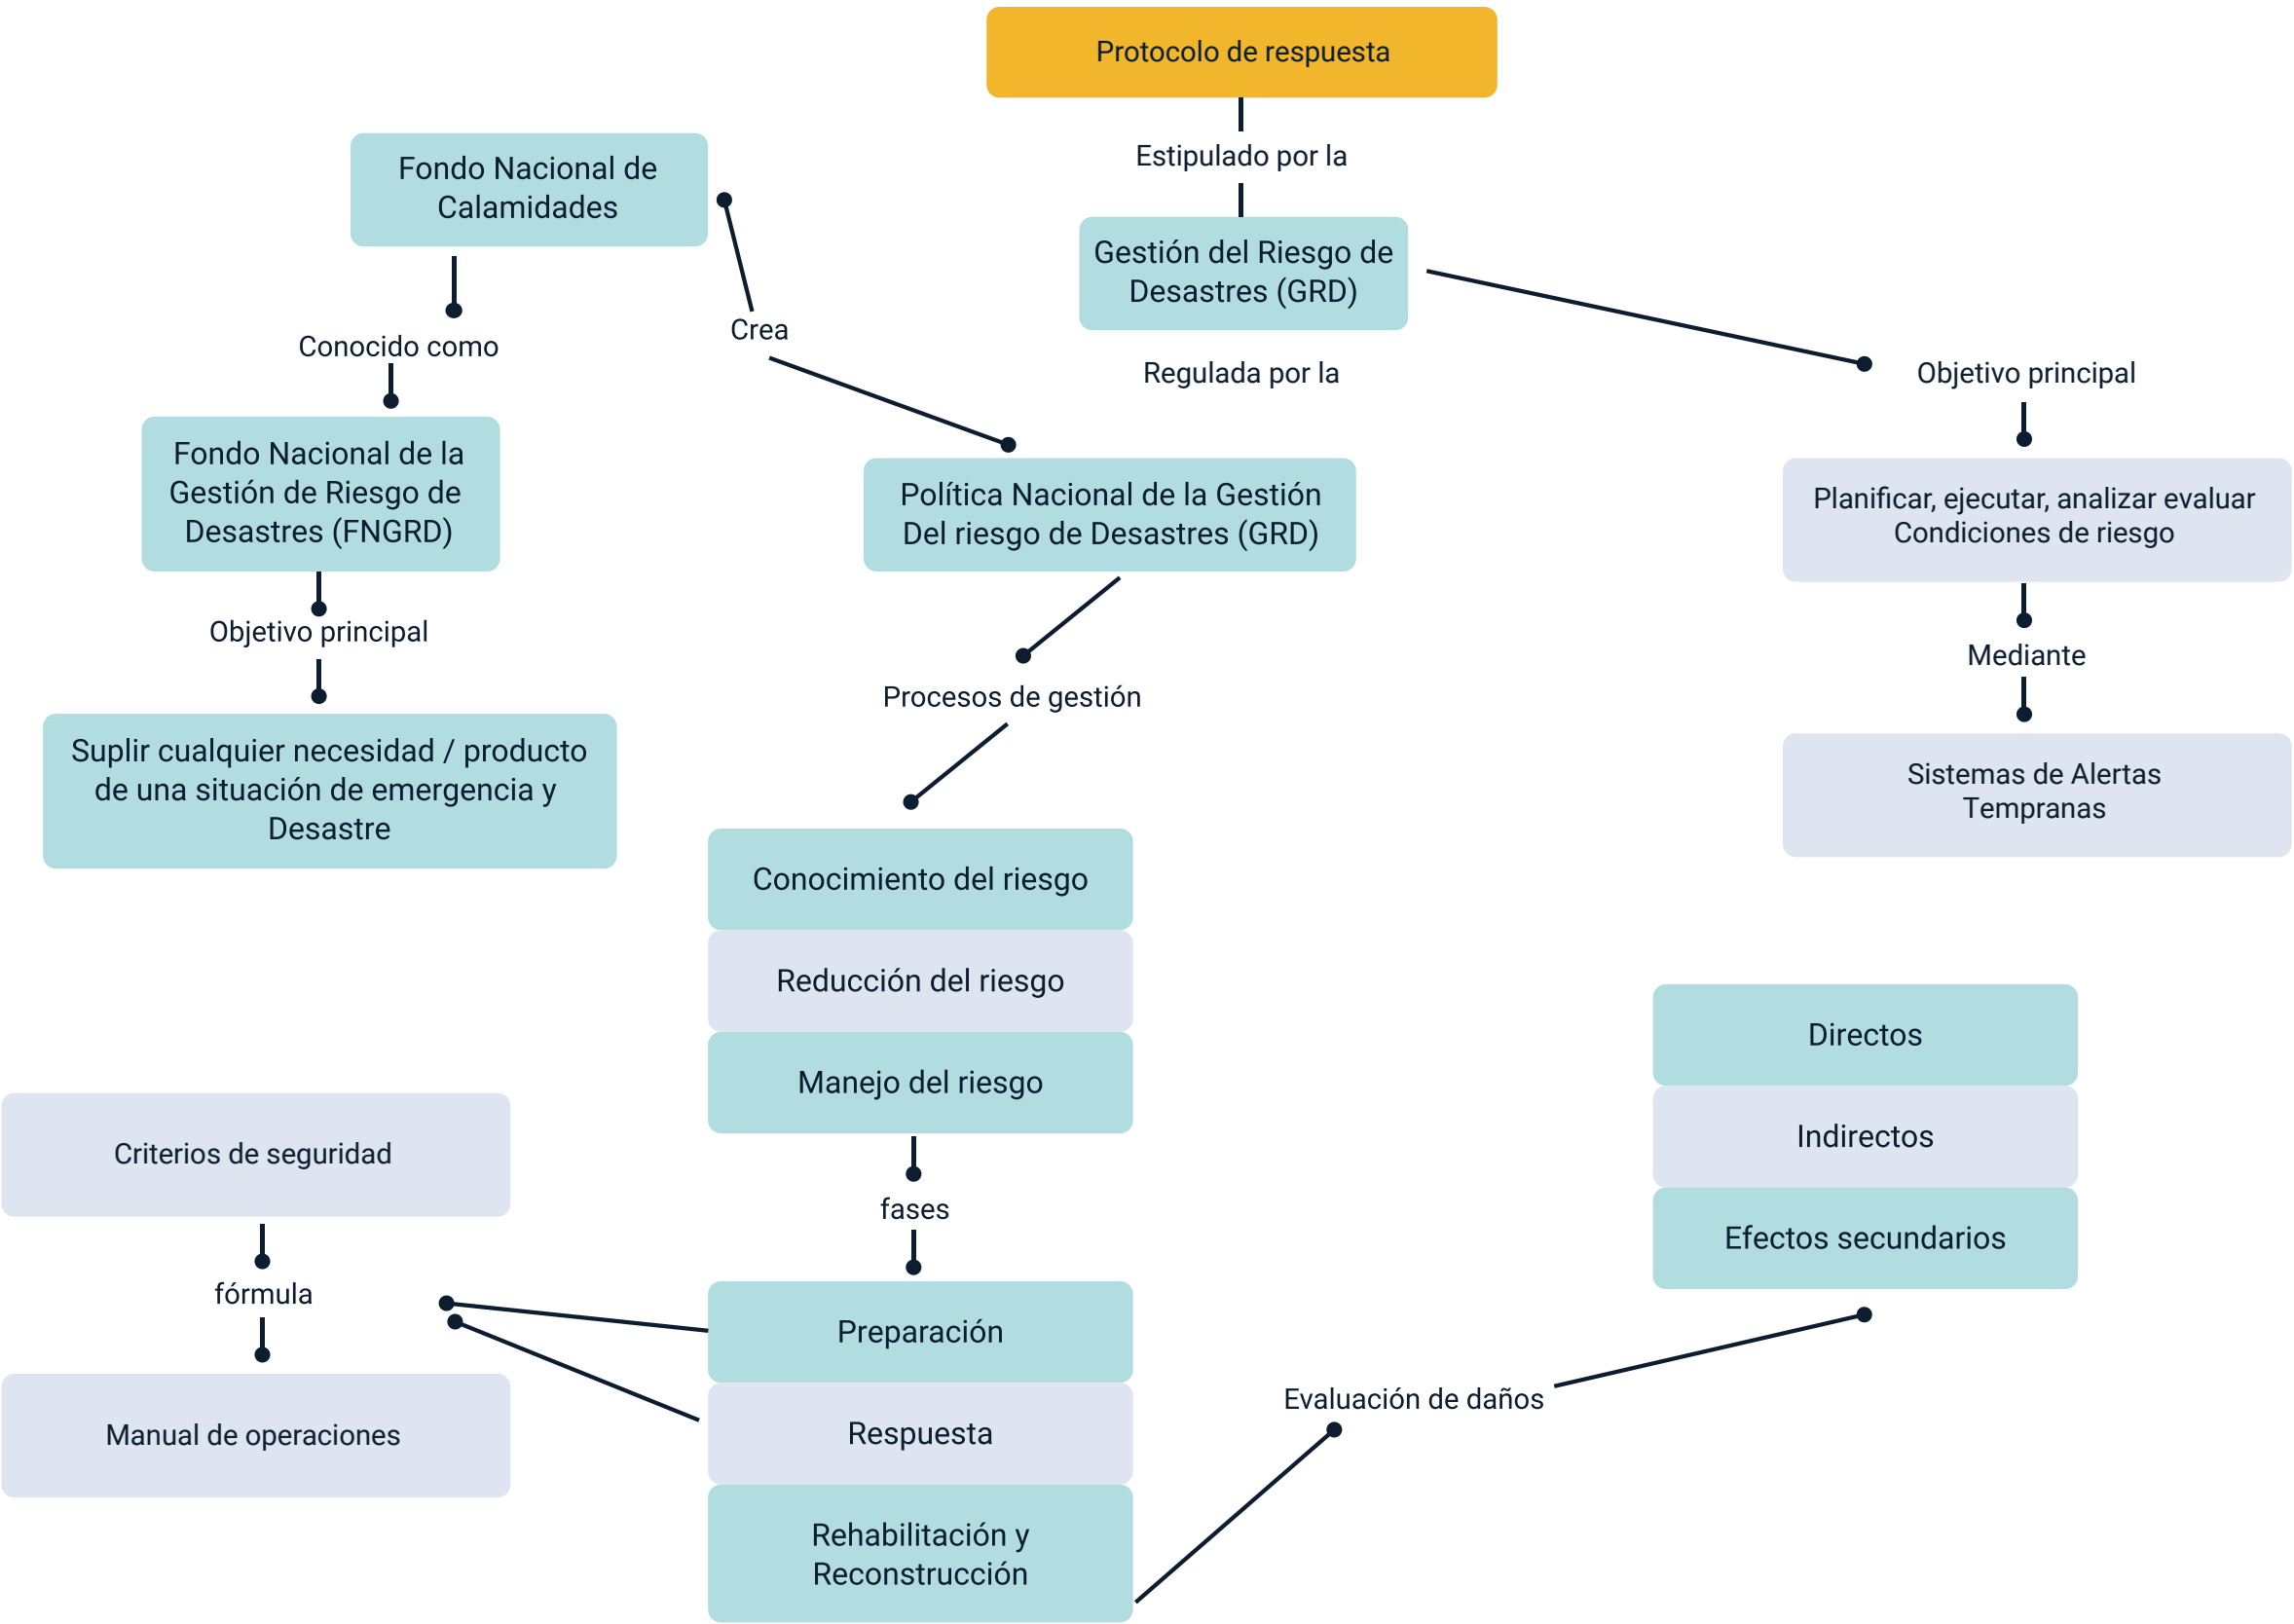 Protocolo de respuesta
Estipulado por la
Gestión del Riesgo de
Desastres (GRD)
Fondo Nacional de
Calamidades
Crea
Conocido como
Regulada por la
Objetivo principal
Fondo Nacional de la
Gestión de Riesgo de
Desastres (FNGRD)
Política Nacional de la Gestión
Del riesgo de Desastres (GRD)
Planificar, ejecutar, analizar evaluar
Condiciones de riesgo
Objetivo principal
Mediante
Procesos de gestión
Suplir cualquier necesidad / producto
de una situación de emergencia y
Desastre
Sistemas de Alertas
Tempranas
Conocimiento del riesgo
Reducción del riesgo
Manejo del riesgo
Directos
Indirectos
Efectos secundarios
Criterios de seguridad
fases
fórmula
Preparación
Respuesta
Rehabilitación y
Reconstrucción
Evaluación de daños
Manual de operaciones